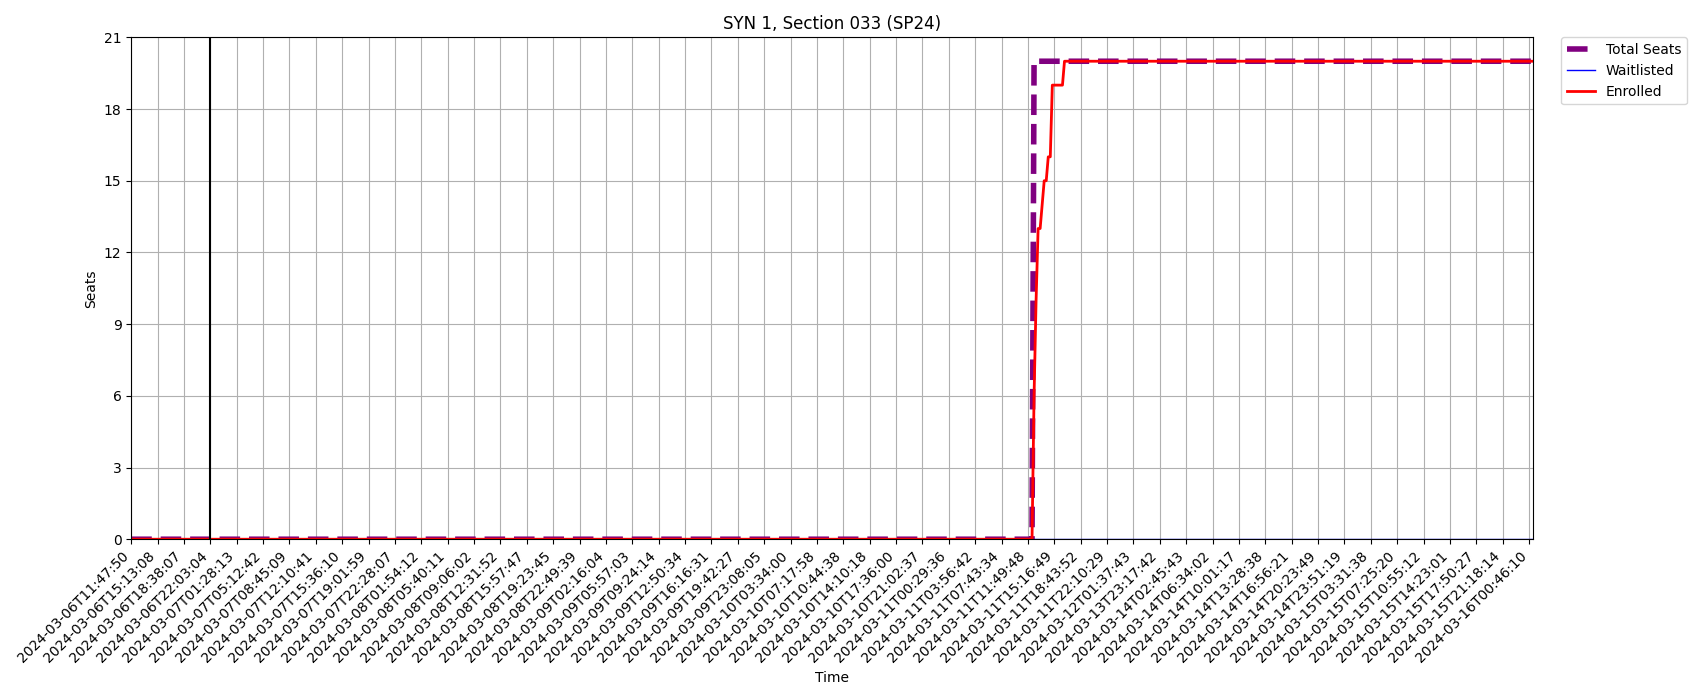 SYN 1, Section 033 (SP24)
Total Seats
Waitlisted
Enrolled
Seats
21
18
15
12
9
6
3
0
2024-03-06T11:47:50
2024-03-06T15:13:08
2024-03-06T18:38:07
2024-03-06T22:03:04
2024-03-07T01:28:13
2024-03-07T05:12:42
2024-03-07T08:45:09
2024-03-07T12:10:41
2024-03-07T15:36:10
2024-03-07T19:01:59
2024-03-07T22:28:07
2024-03-08T01:54:12
2024-03-08T05:40:11
2024-03-08T09:06:02
2024-03-08T12:31:52
2024-03-08T15:57:47
2024-03-08T19:23:45
2024-03-08T22:49:39
2024-03-09T02:16:04
2024-03-09T05:57:03
2024-03-09T09:24:14
2024-03-09T12:50:34
2024-03-09T16:16:31
2024-03-09T19:42:27
2024-03-09T23:08:05
2024-03-10T03:34:00
2024-03-10T07:17:58
2024-03-10T10:44:38
2024-03-10T14:10:18
2024-03-10T17:36:00
2024-03-10T21:02:37
2024-03-11T00:29:36
2024-03-11T03:56:42
2024-03-11T07:43:34
2024-03-11T11:49:48
2024-03-11T15:16:49
2024-03-11T18:43:52
2024-03-11T22:10:29
2024-03-12T01:37:43
2024-03-13T23:17:42
2024-03-14T02:45:43
2024-03-14T06:34:02
2024-03-14T10:01:17
2024-03-14T13:28:38
2024-03-14T16:56:21
2024-03-14T20:23:49
2024-03-14T23:51:19
2024-03-15T03:31:38
2024-03-15T07:25:20
2024-03-15T10:55:12
2024-03-15T14:23:01
2024-03-15T17:50:27
2024-03-15T21:18:14
2024-03-16T00:46:10
Time